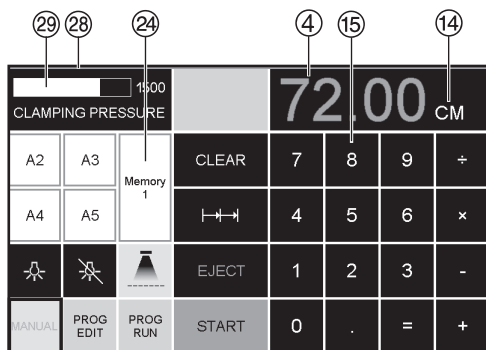 29 28 24 4 15 14
1500 72.00 CM
CLAMPING PRESSURE
A2 A3 Memory 1 CLEAR 7 8 9 ÷
A4 A5 4 5 6 ×
EJECT 1 2 3 -
MANUAL PROG EDIT PROG RUN START 0 . = +